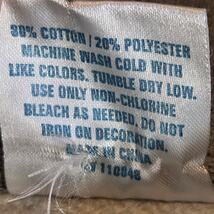 80% COTTON | 20% POLYESTER
MACHINE WASH COLD WITH
LIKE COLORS. TUMBLE DRY LOW.
USE ONLY NON-CHLORINE
BLEACH AS NEEDED. DO NOT
IRON ON DECORATION.
MADE IN CHINA
110848